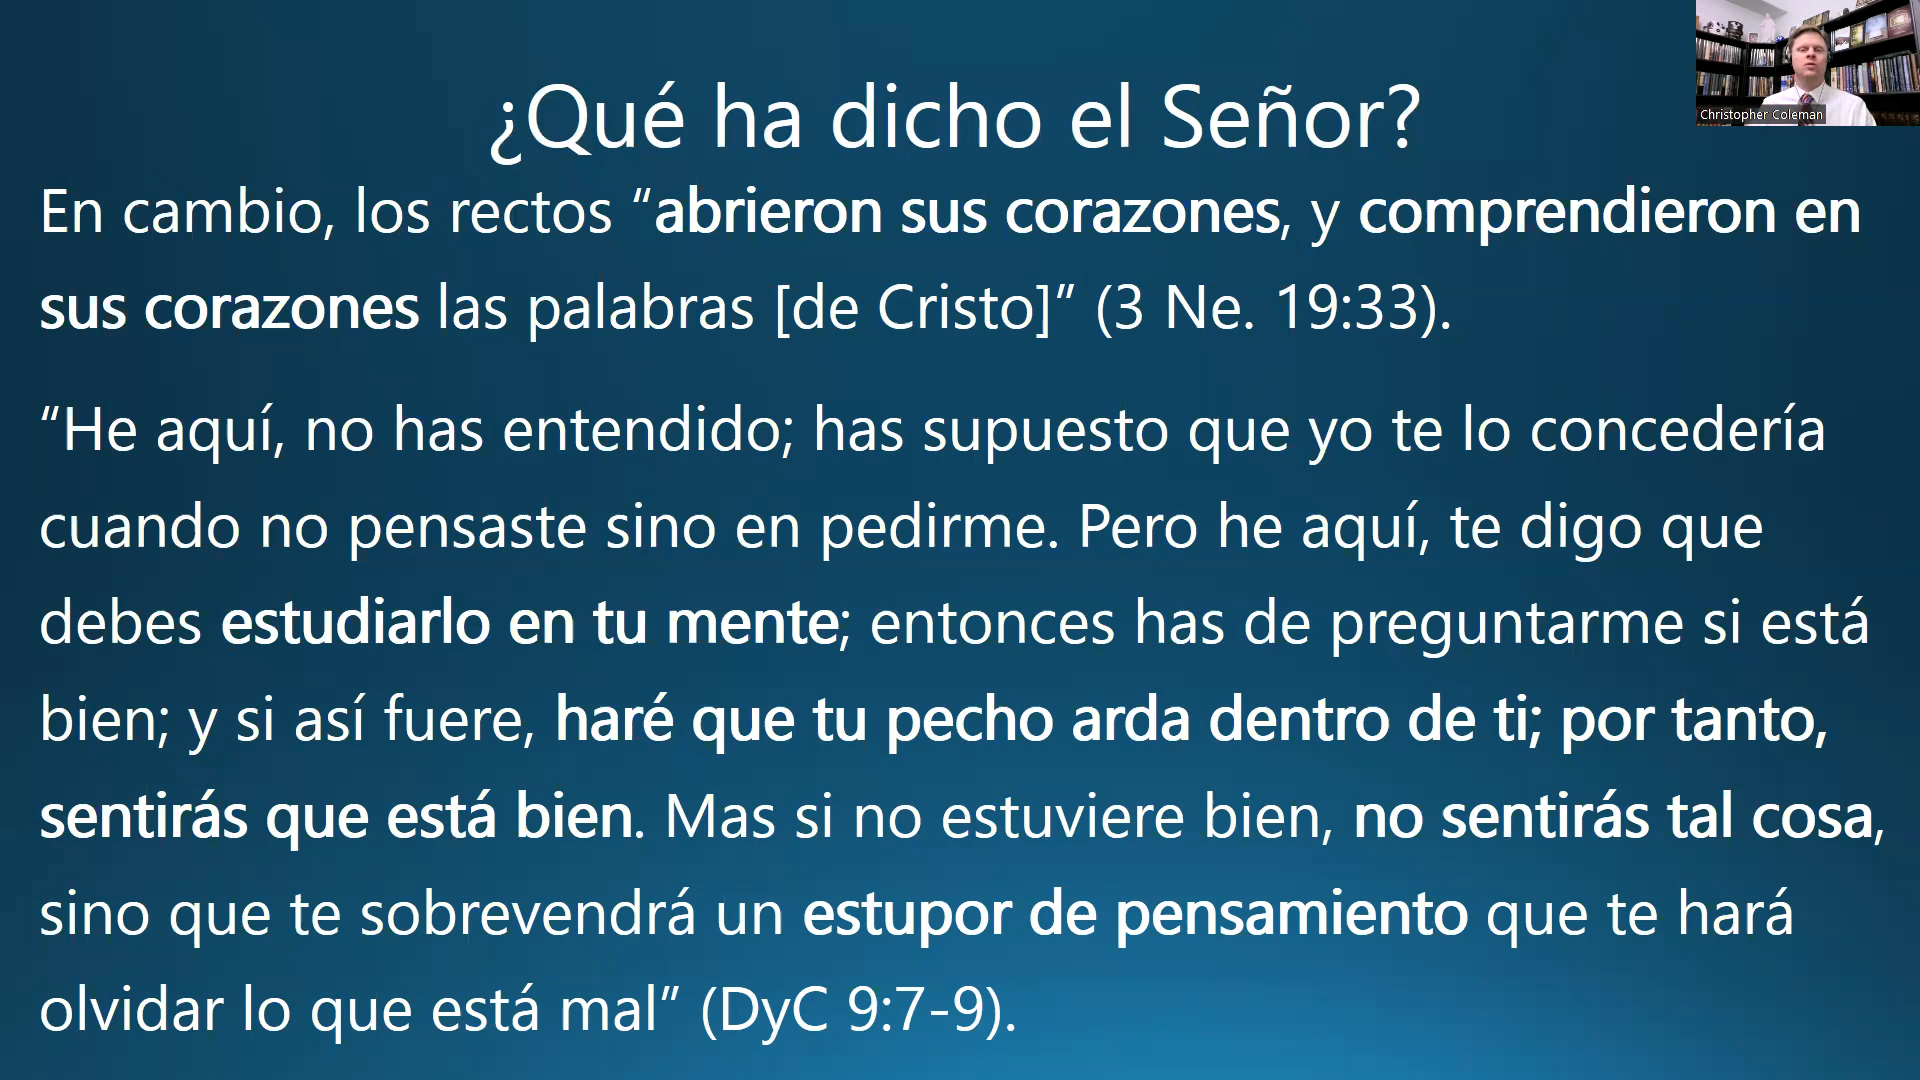 ¿Qué ha dicho el Señor?
Christopher Coleman
En cambio, los rectos “abrieron sus corazones, y comprendieron en
sus corazones las palabras [de Cristo]” (3 Ne. 19:33).
“He aquí, no has entendido; has supuesto que yo te lo concedería
cuando no pensaste sino en pedirme. Pero he aquí, te digo que
debes estudiarlo en tu mente; entonces has de preguntarme si está
bien; y si así fuere, haré que tu pecho arda dentro de ti; por tanto,
sentirás que está bien. Mas si no estuviere bien, no sentirás tal cosa,
sino que te sobrevendrá un estupor de pensamiento que te hará
olvidar lo que está mal” (DyC 9:7-9).